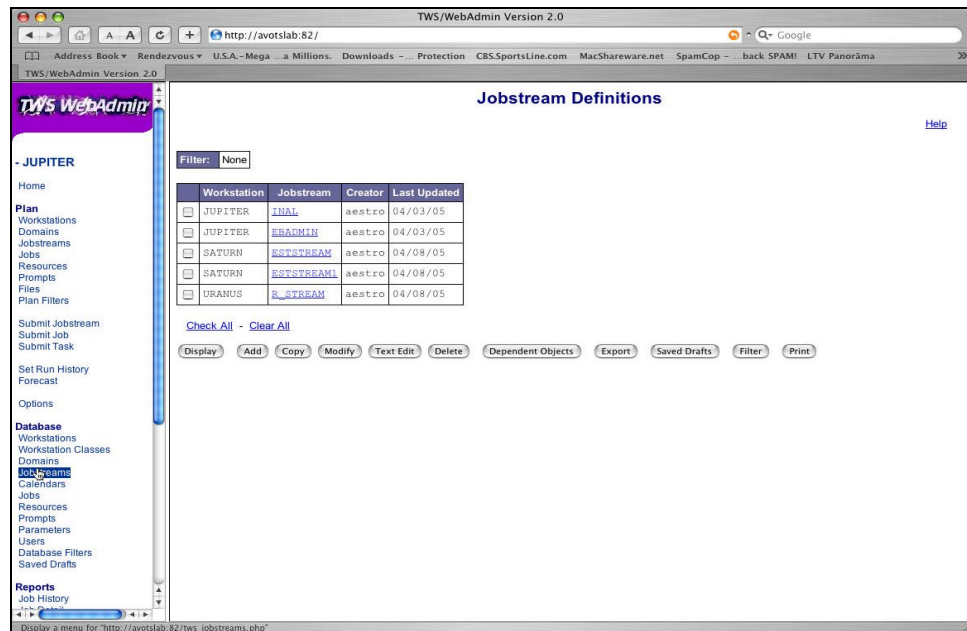 TWS/WebAdmin Version 2.0
A A C + http://avotslab:82/ Q- Google
Address Book Rendezvous U.S.A.–Mega ...a Millions. Downloads –... Protection CBS.SportsLine.com MacShareware.net SpamCop – ...back SPAM! LTV Panorāma »
TWS/WebAdmin Version 2.0
TWS WebAdmin
- JUPITER
Home
Plan
Workstations
Domains
Jobstreams
Jobs
Resources
Prompts
Files
Plan Filters
Submit Jobstream
Submit Job
Submit Task
Set Run History
Forecast
Options
Database
Workstations
Workstation Classes
Domains
Jobstreams
Calendars
Jobs
Resources
Prompts
Parameters
Users
Database Filters
Saved Drafts
Reports
Job History
Jobstream Definitions
Help
Filter: None
Workstation Jobstream Creator Last Updated
JUPITER INAL aestro 04/03/05
JUPITER EBADMIN aestro 04/03/05
SATURN ESTSTREAM aestro 04/08/05
SATURN ESTSTREAM1 aestro 04/08/05
URANUS R_STREAM aestro 04/08/05
Check All - Clear All
Display Add Copy Modify Text Edit Delete Dependent Objects Export Saved Drafts Filter Print
Display a menu for "http://avotslab:82/tws_jobstreams.php"